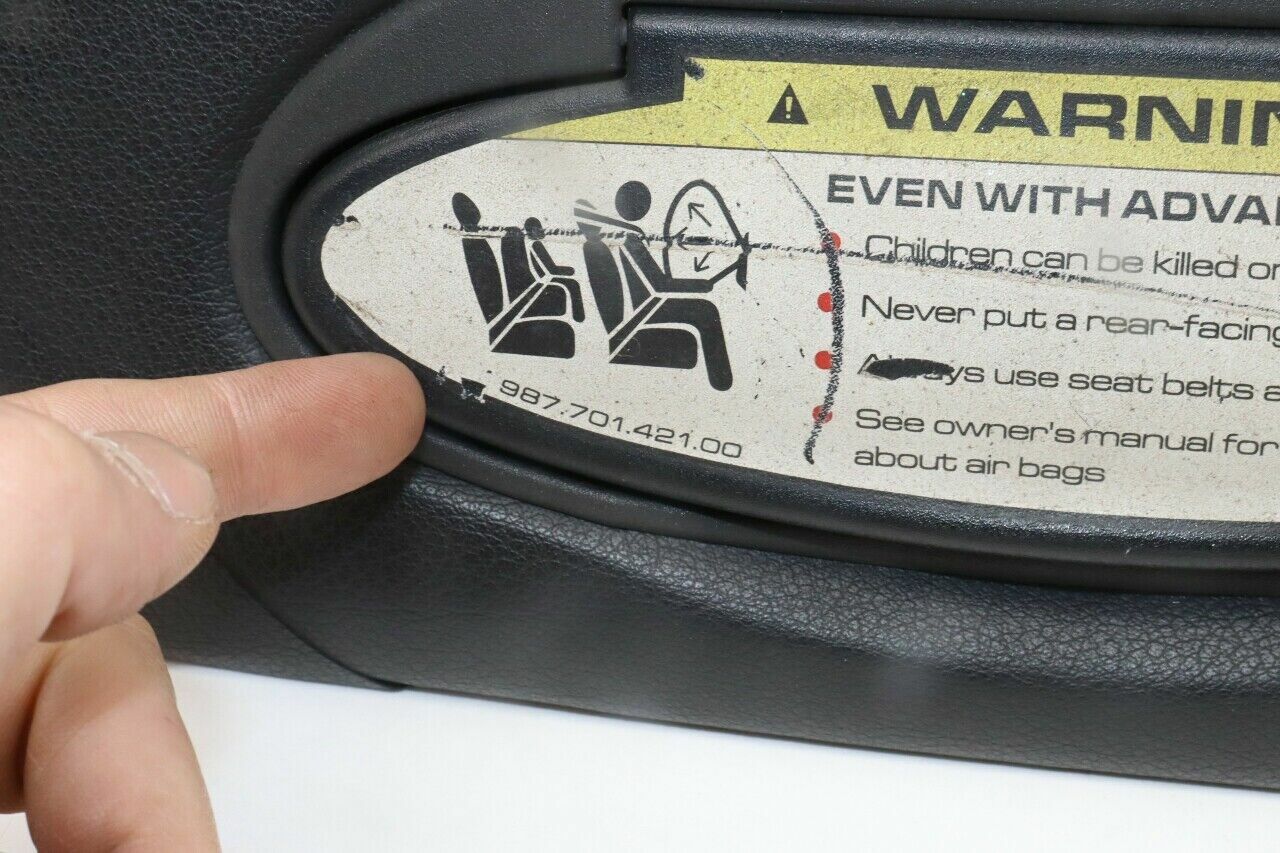 WARNIN
EVEN WITH ADVA
Children can be killed or
Never put a rear-facing
Always use seat belts a
See owner's manual for
about air bags
987.701.421.00